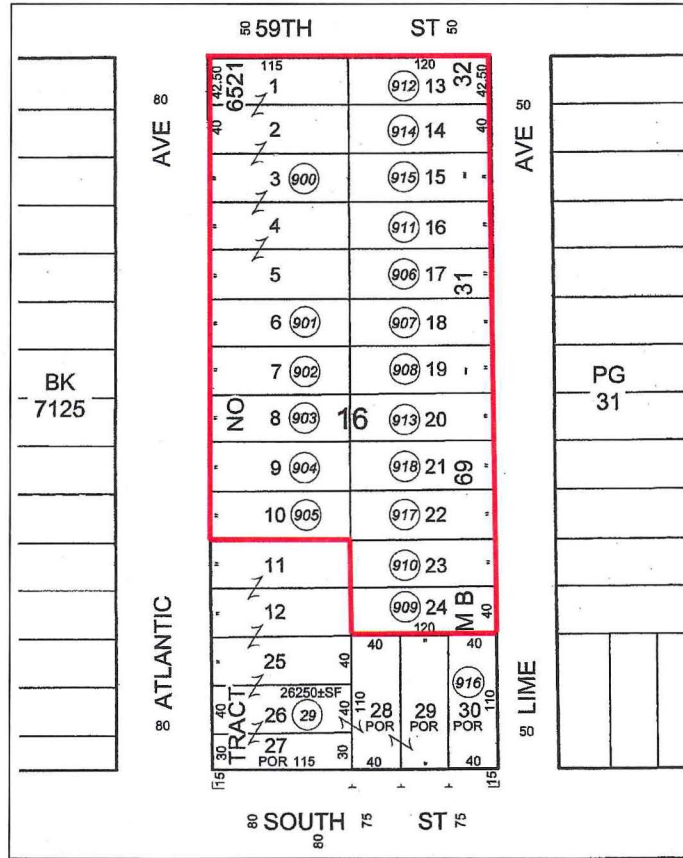 50 59TH ST 50
115 120
42.50 6521 1 912 13 32 42.50
80 AVE 40 2 914 14 40 50 AVE
" 3 900 915 15 - "
" 4 911 16 "
" 5 906 17 31 "
" 6 901 907 18 "
" 7 902 908 19 - "
BK 7125
NO 8 903 16 913 20 "
PG 31
" 9 904 918 21 69 "
" 10 905 917 22 "
11 910 23
ATLANTIC " 12 909 24 M B 40
120
" 25 40 40 " 40
916
26250±SF
80 40 TRACT 26 29 40 110 28 POR 29 POR 30 POR 110 50 LIME
30 27 30
POR 115 40 " 40
15 15
80 SOUTH 75 ST 75
80